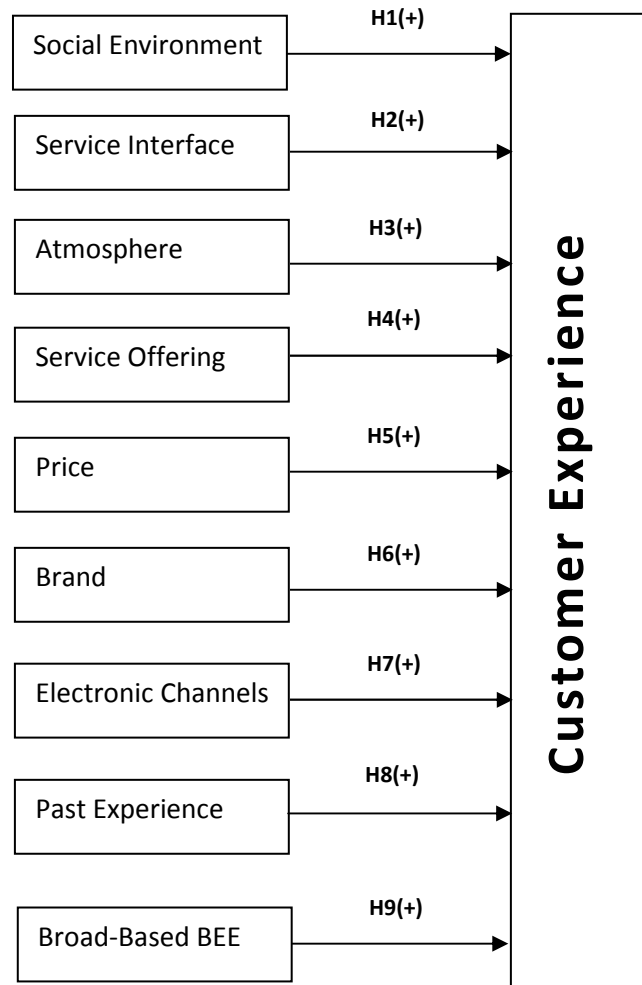 H1(+)
Social Environment
H2(+)
Service Interface
H3(+)
Atmosphere
H4(+)
Service Offering
H5(+)
Price
H6(+)
Brand
H7(+)
Electronic Channels
H8(+)
Past Experience
H9(+)
Broad-Based BEE
Customer Experience